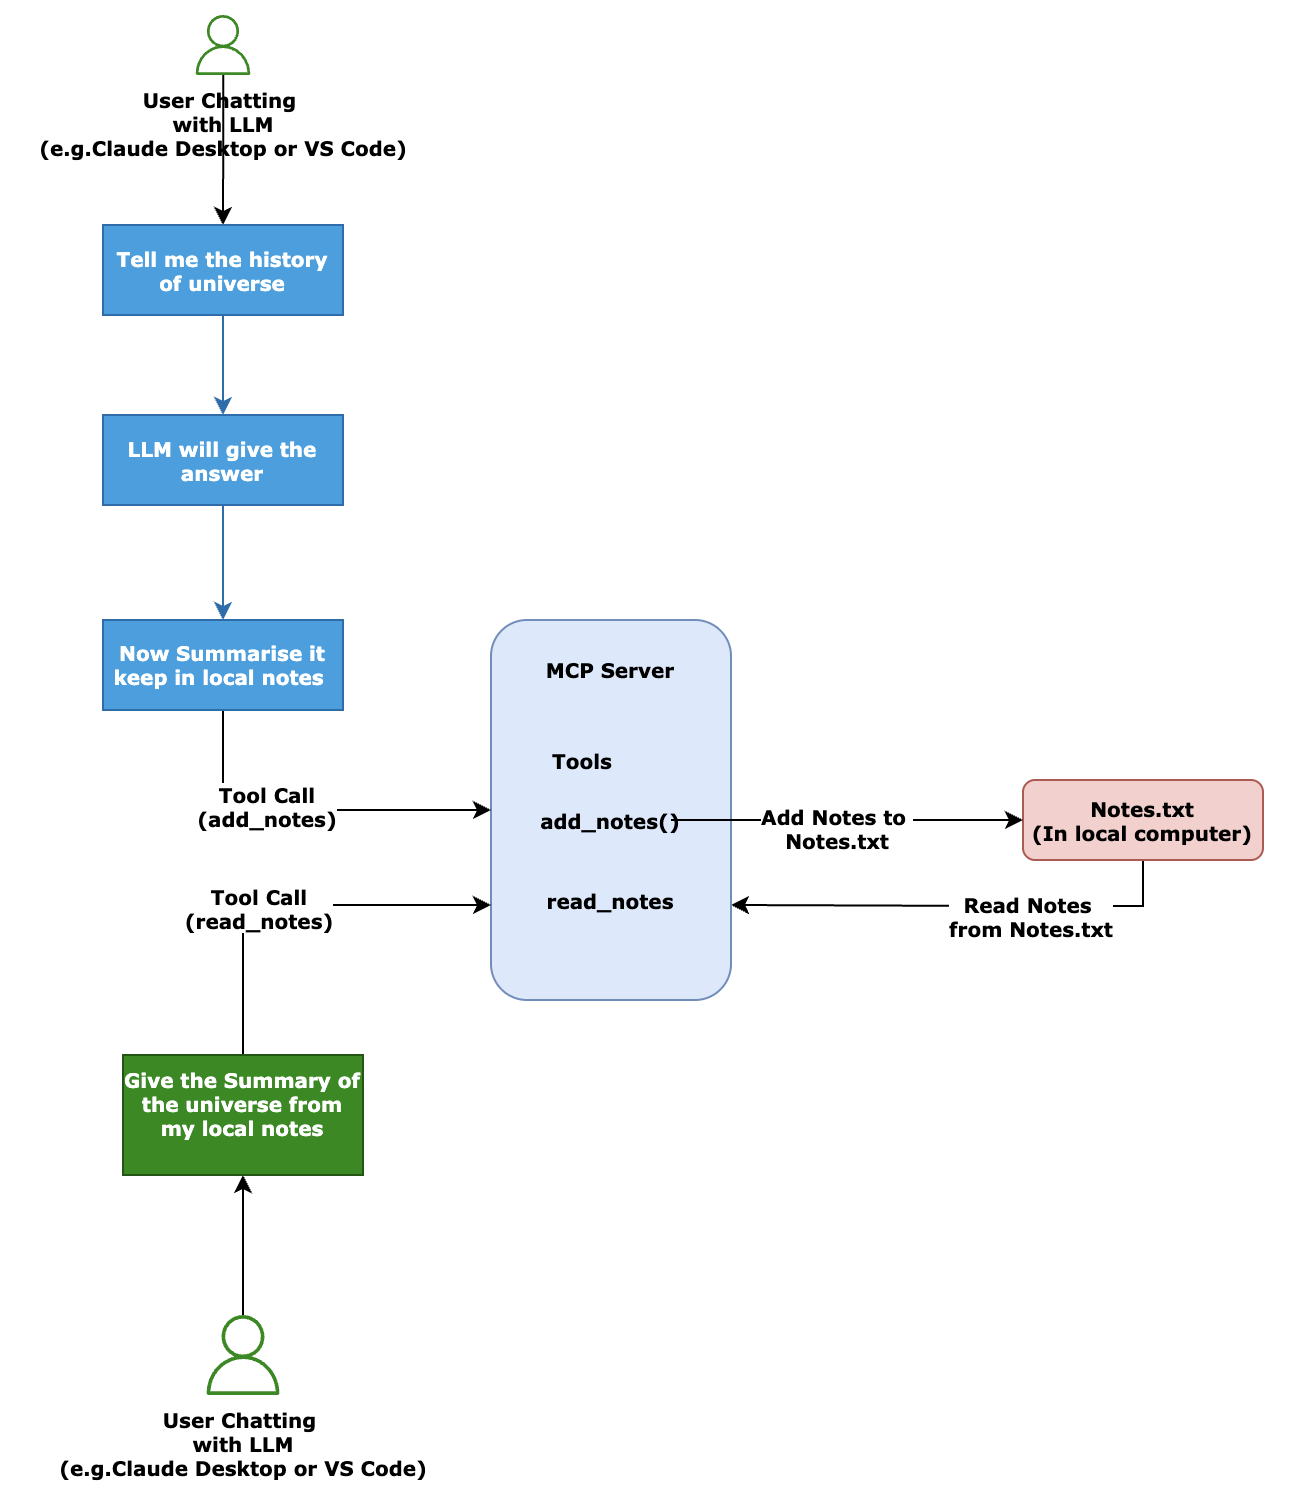 User Chatting
with LLM
(e.g.Claude Desktop or VS Code)
Tell me the history
of universe
LLM will give the
answer
Now Summarise it
keep in local notes
Tool Call
(add_notes)
MCP Server
Tools
add_notes()
Add Notes to
Notes.txt
Notes.txt
(In local computer)
Tool Call
(read_notes)
read_notes
Read Notes
from Notes.txt
Give the Summary of
the universe from
my local notes
User Chatting
with LLM
(e.g.Claude Desktop or VS Code)